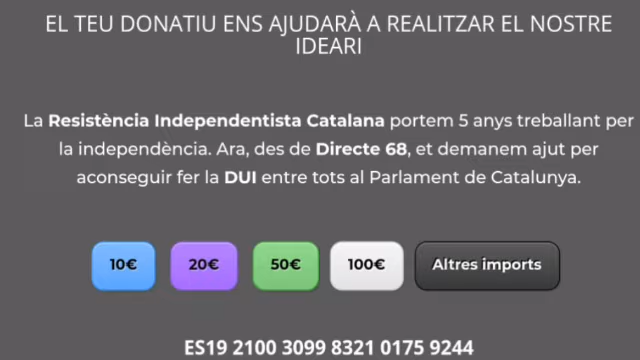 EL TEU DONATIU ENS AJUDARÀ A REALITZAR EL NOSTRE
IDEARI
La Resistència Independentista Catalana portem 5 anys treballant per
la independència. Ara, des de Directe 68, et demanem ajut per
aconseguir fer la DUI entre tots al Parlament de Catalunya.
10€ 20€ 50€ 100€ Altres imports
ES19 2100 3099 8321 0175 9244